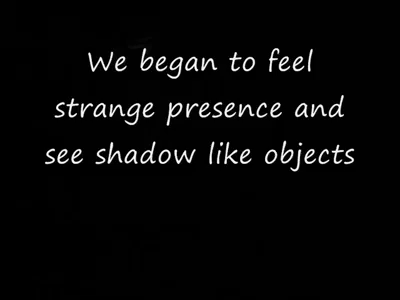 We began to feel
strange presence and
see shadow like objects